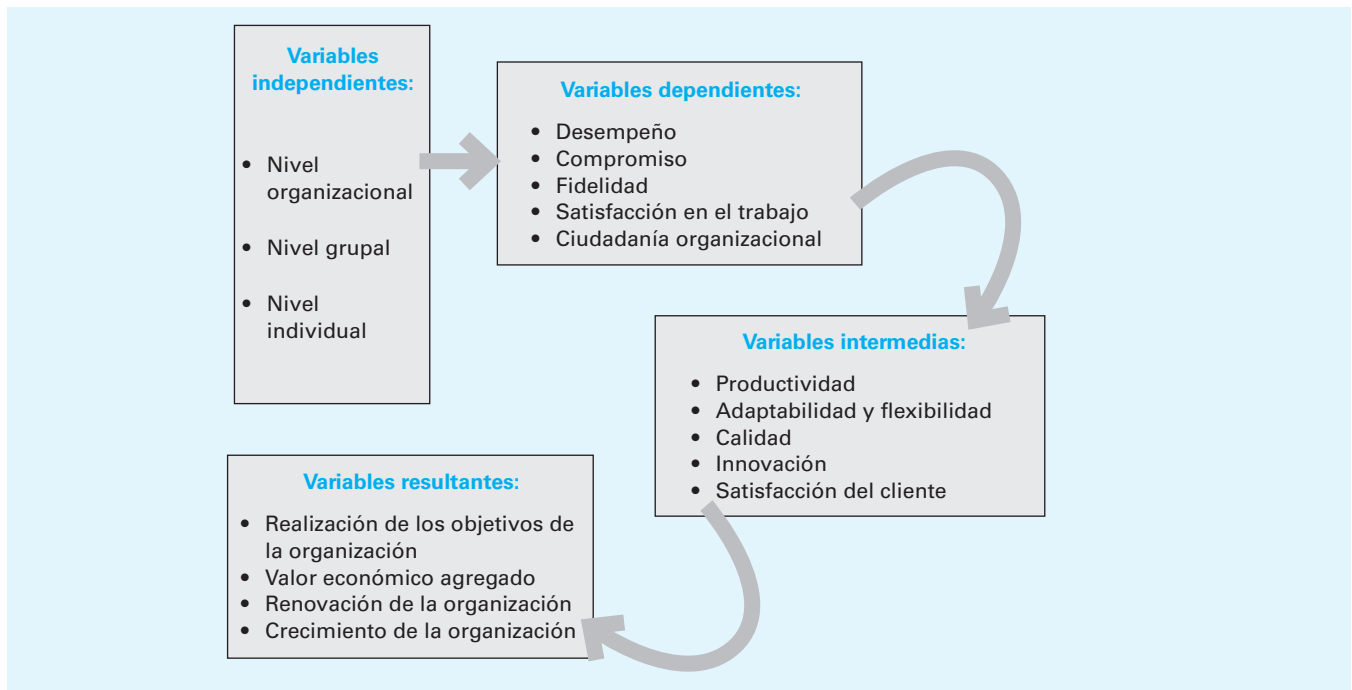 Variables
independientes:
• Nivel
organizacional
• Nivel grupal
• Nivel
individual
Variables dependientes:
• Desempeño
• Compromiso
• Fidelidad
• Satisfacción en el trabajo
• Ciudadanía organizacional
Variables intermedias:
• Productividad
• Adaptabilidad y flexibilidad
• Calidad
• Innovación
• Satisfacción del cliente
Variables resultantes:
• Realización de los objetivos de
la organización
• Valor económico agregado
• Renovación de la organización
• Crecimiento de la organización